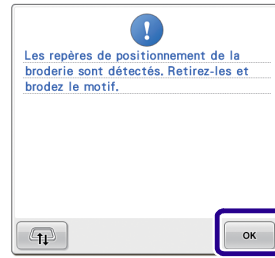 Les repères de positionnement de la
broderie sont détectés. Retirez-les et
brodez le motif.
OK